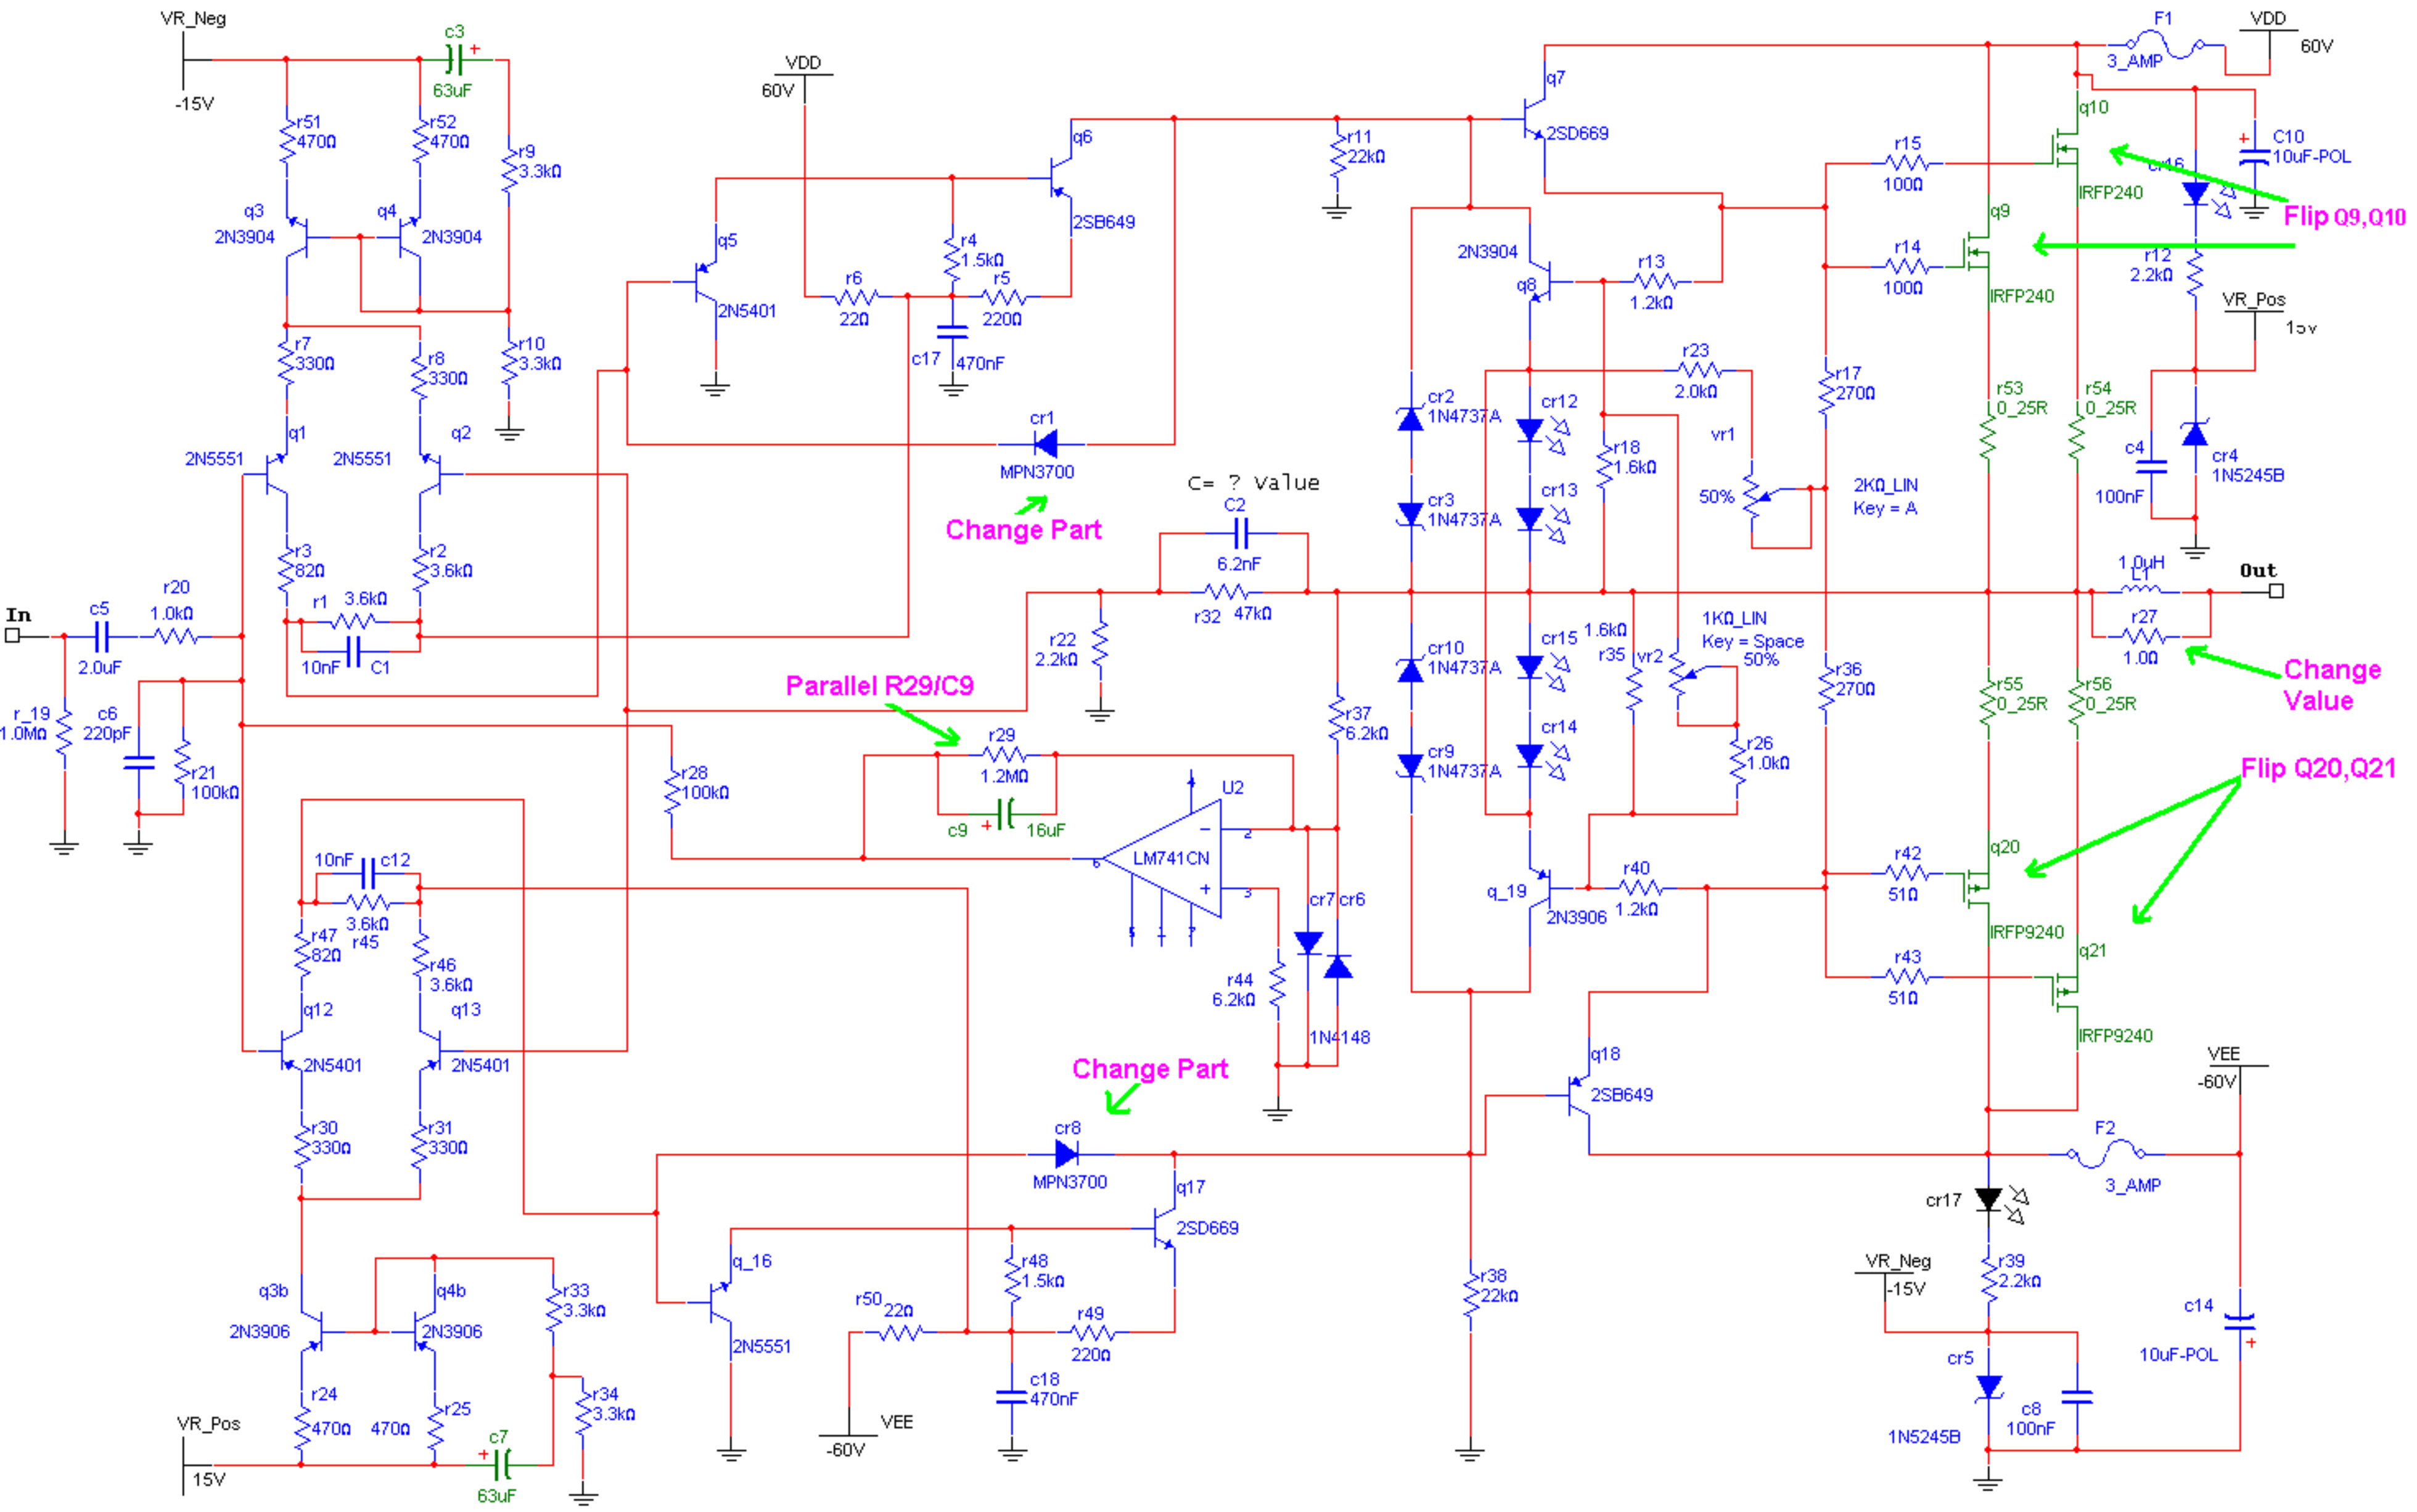 VR_Neg
-15V
c3
+
63uF
r51
470Ω
r52
470Ω
r9
3.3kΩ
q3
2N3904
q4
2N3904
r7
330Ω
r8
330Ω
r10
3.3kΩ
q1
2N5551
q2
2N5551
r3
82Ω
r2
3.6kΩ
r1
3.6kΩ
10nF
C1
In
c5
2.0uF
r20
1.0kΩ
r_19
1.0MΩ
c6
220pF
r21
100kΩ
VDD
60V
q5
2N5401
q6
2SB649
r4
1.5kΩ
r6
22Ω
r5
220Ω
c17
470nF
cr1
MPN3700
Change Part
r11
22kΩ
q7
2SD669
2N3904
q8
r13
1.2kΩ
r15
100Ω
r14
100Ω
q10
IRFP240
q9
IRFP240
F1
3_AMP
VDD
60V
C10
+
10uF-POL
cr16
Flip Q9,Q10
r12
2.2kΩ
VR_Pos
15v
cr2
1N4737A
cr3
1N4737A
cr12
cr13
r23
2.0kΩ
vr1
50%
2KΩ_LIN
Key = A
r18
1.6kΩ
r17
270Ω
r53
0_25R
r54
0_25R
c4
100nF
cr4
1N5245B
C= ? Value
C2
6.2nF
r32
47kΩ
r22
2.2kΩ
1.0uH
L1
Out
r27
1.0Ω
Change
Value
Parallel R29/C9
r29
1.2MΩ
c9
+
16uF
r28
100kΩ
U2
LM741CN
4
−
2
+
3
6
5
1
7
r37
6.2kΩ
r44
6.2kΩ
cr7
cr6
1N4148
cr10
1N4737A
cr9
1N4737A
cr15
cr14
1.6kΩ
r35
vr2
1KΩ_LIN
Key = Space
50%
r26
1.0kΩ
r36
270Ω
r55
0_25R
r56
0_25R
Flip Q20,Q21
q_19
2N3906
r40
1.2kΩ
r42
51Ω
r43
51Ω
q20
IRFP9240
q21
IRFP9240
10nF
c12
3.6kΩ
r45
r47
82Ω
r46
3.6kΩ
q12
2N5401
q13
2N5401
r30
330Ω
r31
330Ω
q3b
2N3906
q4b
2N3906
r33
3.3kΩ
r34
3.3kΩ
r24
470Ω
r25
470Ω
VR_Pos
15V
c7
+
63uF
Change Part
cr8
MPN3700
q17
2SD669
q_16
2N5551
r48
1.5kΩ
r50
22Ω
r49
220Ω
c18
470nF
VEE
-60V
r38
22kΩ
q18
2SB649
VEE
-60V
F2
3_AMP
cr17
VR_Neg
-15V
r39
2.2kΩ
cr5
1N5245B
c8
100nF
c14
10uF-POL
+